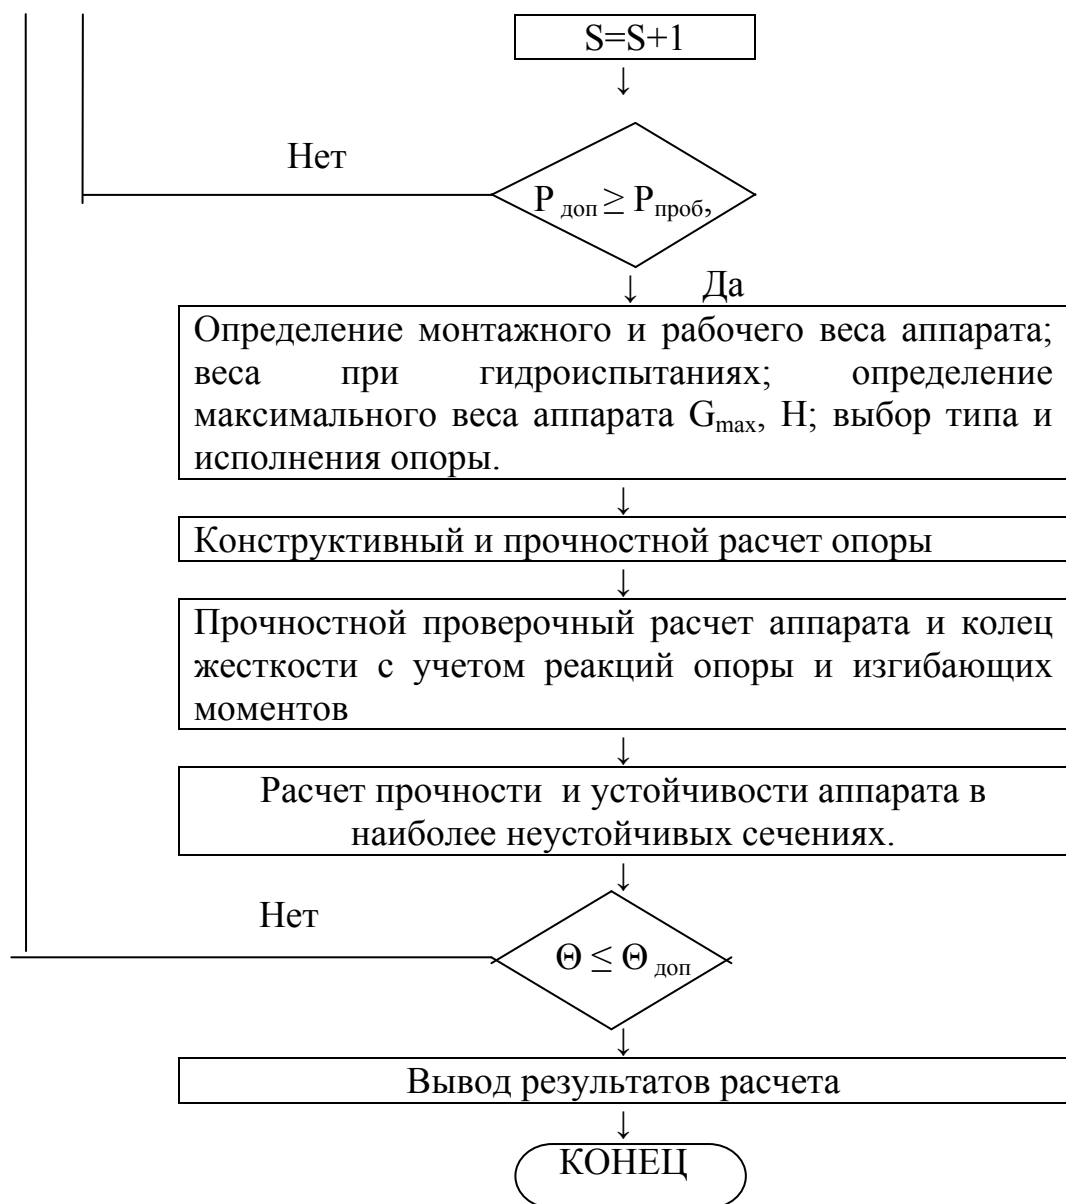 S=S+1
↓
Нет
P доп ≥ Pпроб,
↓ Да
Определение монтажного и рабочего веса аппарата;
веса при гидроиспытаниях; определение
максимального веса аппарата Gmax, H; выбор типа и
исполнения опоры.
↓
Конструктивный и прочностной расчет опоры
↓
Прочностной проверочный расчет аппарата и колец
жесткости с учетом реакций опоры и изгибающих
моментов
↓
Расчет прочности и устойчивости аппарата в
наиболее неустойчивых сечениях.
↓
Нет
Θ ≤ Θ доп
↓
Вывод результатов расчета
↓
КОНЕЦ